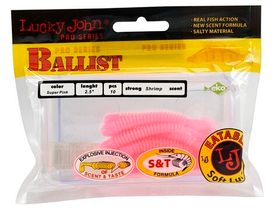 Lucky John
PRO SERIES
BALLIST
- REAL FISH ACTION
- NEW SCENT FORMULA
- SALTY MATERIAL
color lenght pcs strong Shrimp scent
Super Pink 2.5" 10
EXPLOSIVE INJECTION
OF
SCENT & TASTE
INSIDE
S&T
FORMULA
EATABLE
LJ
Soft Lu